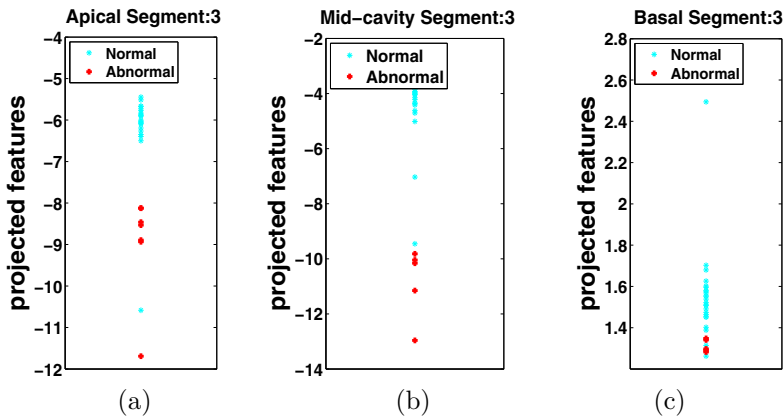 Apical Segment:3
projected features
−4
−5
−6
−7
−8
−9
−10
−11
−12
Normal
Abnormal
(a)
Mid−cavity Segment:3
projected features
−2
−4
−6
−8
−10
−12
−14
Normal
Abnormal
(b)
Basal Segment:3
projected features
2.8
2.6
2.4
2.2
2
1.8
1.6
1.4
Normal
Abnormal
(c)